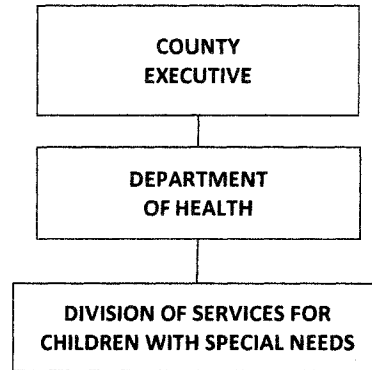 COUNTY
EXECUTIVE
DEPARTMENT
OF HEALTH
DIVISION OF SERVICES FOR
CHILDREN WITH SPECIAL NEEDS